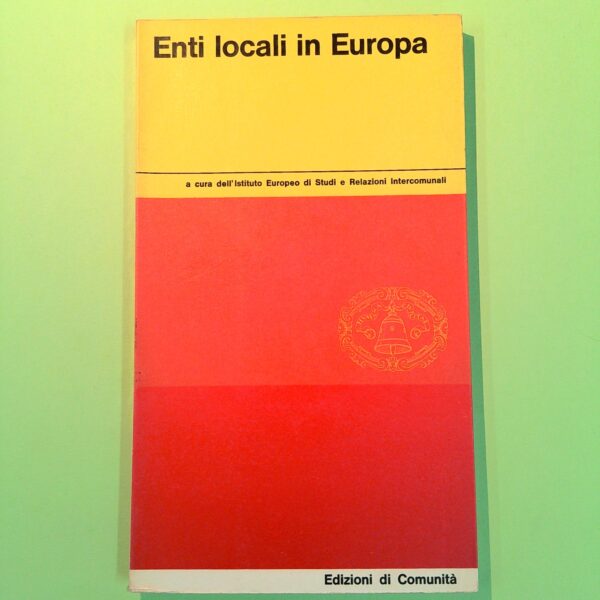 Enti locali in Europa
a cura dell'Istituto Europeo di Studi e Relazioni Intercomunali
Edizioni di Comunità